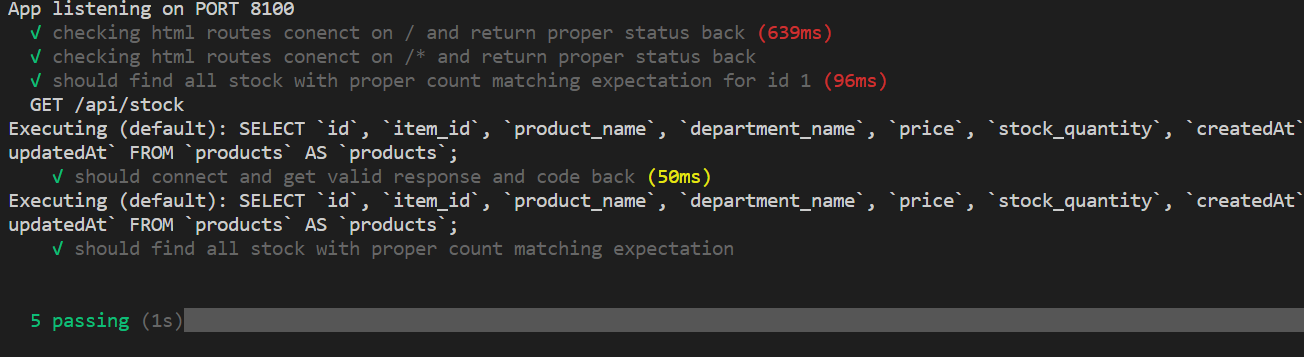 App listening on PORT 8100
√ checking html routes conenct on / and return proper status back (639ms)
√ checking html routes conenct on /* and return proper status back
√ should find all stock with proper count matching expectation for id 1 (96ms)
GET /api/stock
Executing (default): SELECT `id`, `item_id`, `product_name`, `department_name`, `price`, `stock_quantity`, `createdAt`
updatedAt` FROM `products` AS `products`;
√ should connect and get valid response and code back (50ms)
Executing (default): SELECT `id`, `item_id`, `product_name`, `department_name`, `price`, `stock_quantity`, `createdAt`
updatedAt` FROM `products` AS `products`;
√ should find all stock with proper count matching expectation
5 passing (1s)